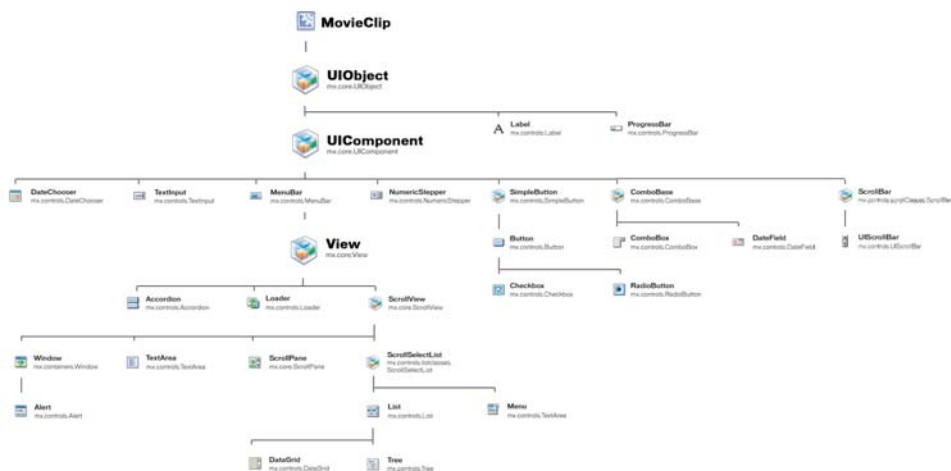 MovieClip
UIObject
mx.core.UIObject
A
Label
mx.controls.Label
ProgressBar
mx.controls.ProgressBar
UIComponent
mx.core.UIComponent
DateChooser
mx.controls.DateChooser
TextInput
mx.controls.TextInput
MenuBar
mx.controls.MenuBar
NumericStepper
mx.controls.NumericStepper
SimpleButton
mx.controls.SimpleButton
ComboBase
mx.controls.ComboBase
ScrollBar
mx.controls.scrollClasses.ScrollBar
View
mx.core.View
Button
mx.controls.Button
ComboBox
mx.controls.ComboBox
DateField
mx.controls.DateField
UIScrollBar
mx.controls.UIScrollBar
Accordion
mx.controls.Accordion
Loader
mx.controls.Loader
ScrollView
mx.core.ScrollView
Checkbox
mx.controls.Checkbox
RadioButton
mx.controls.RadioButton
Window
mx.containers.Window
TextArea
mx.controls.TextArea
ScrollPane
mx.core.ScrollPane
ScrollSelectList
mx.controls.listclasses.
ScrollSelectList
Alert
mx.controls.Alert
List
mx.controls.List
Menu
mx.controls.TextArea
DataGrid
mx.controls.DataGrid
Tree
mx.controls.Tree